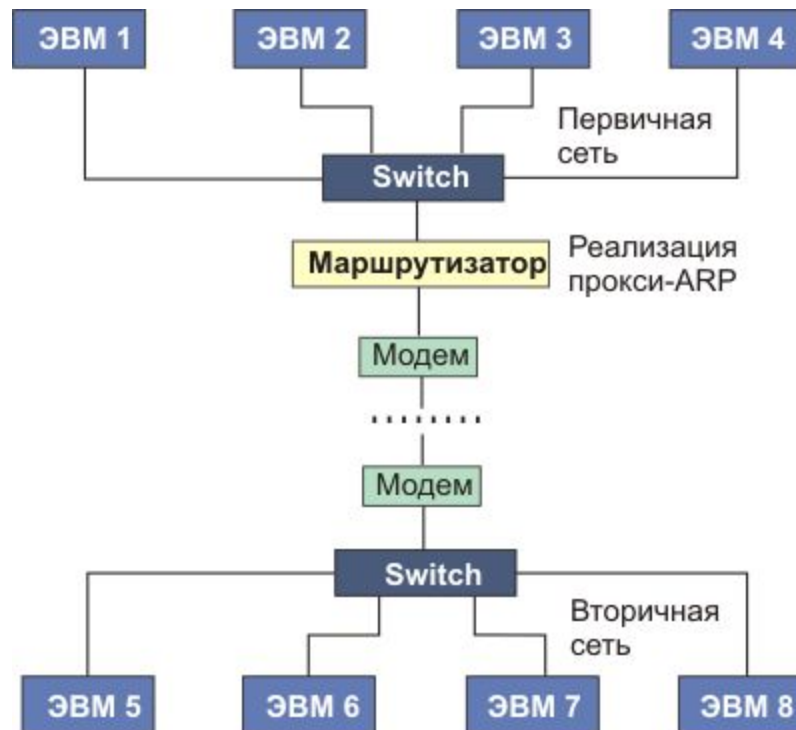 ЭВМ 1
ЭВМ 2
ЭВМ 3
ЭВМ 4
Первичная
сеть
Switch
Маршрутизатор
Реализация
прокси-ARP
Модем
Модем
Switch
Вторичная
сеть
ЭВМ 5
ЭВМ 6
ЭВМ 7
ЭВМ 8